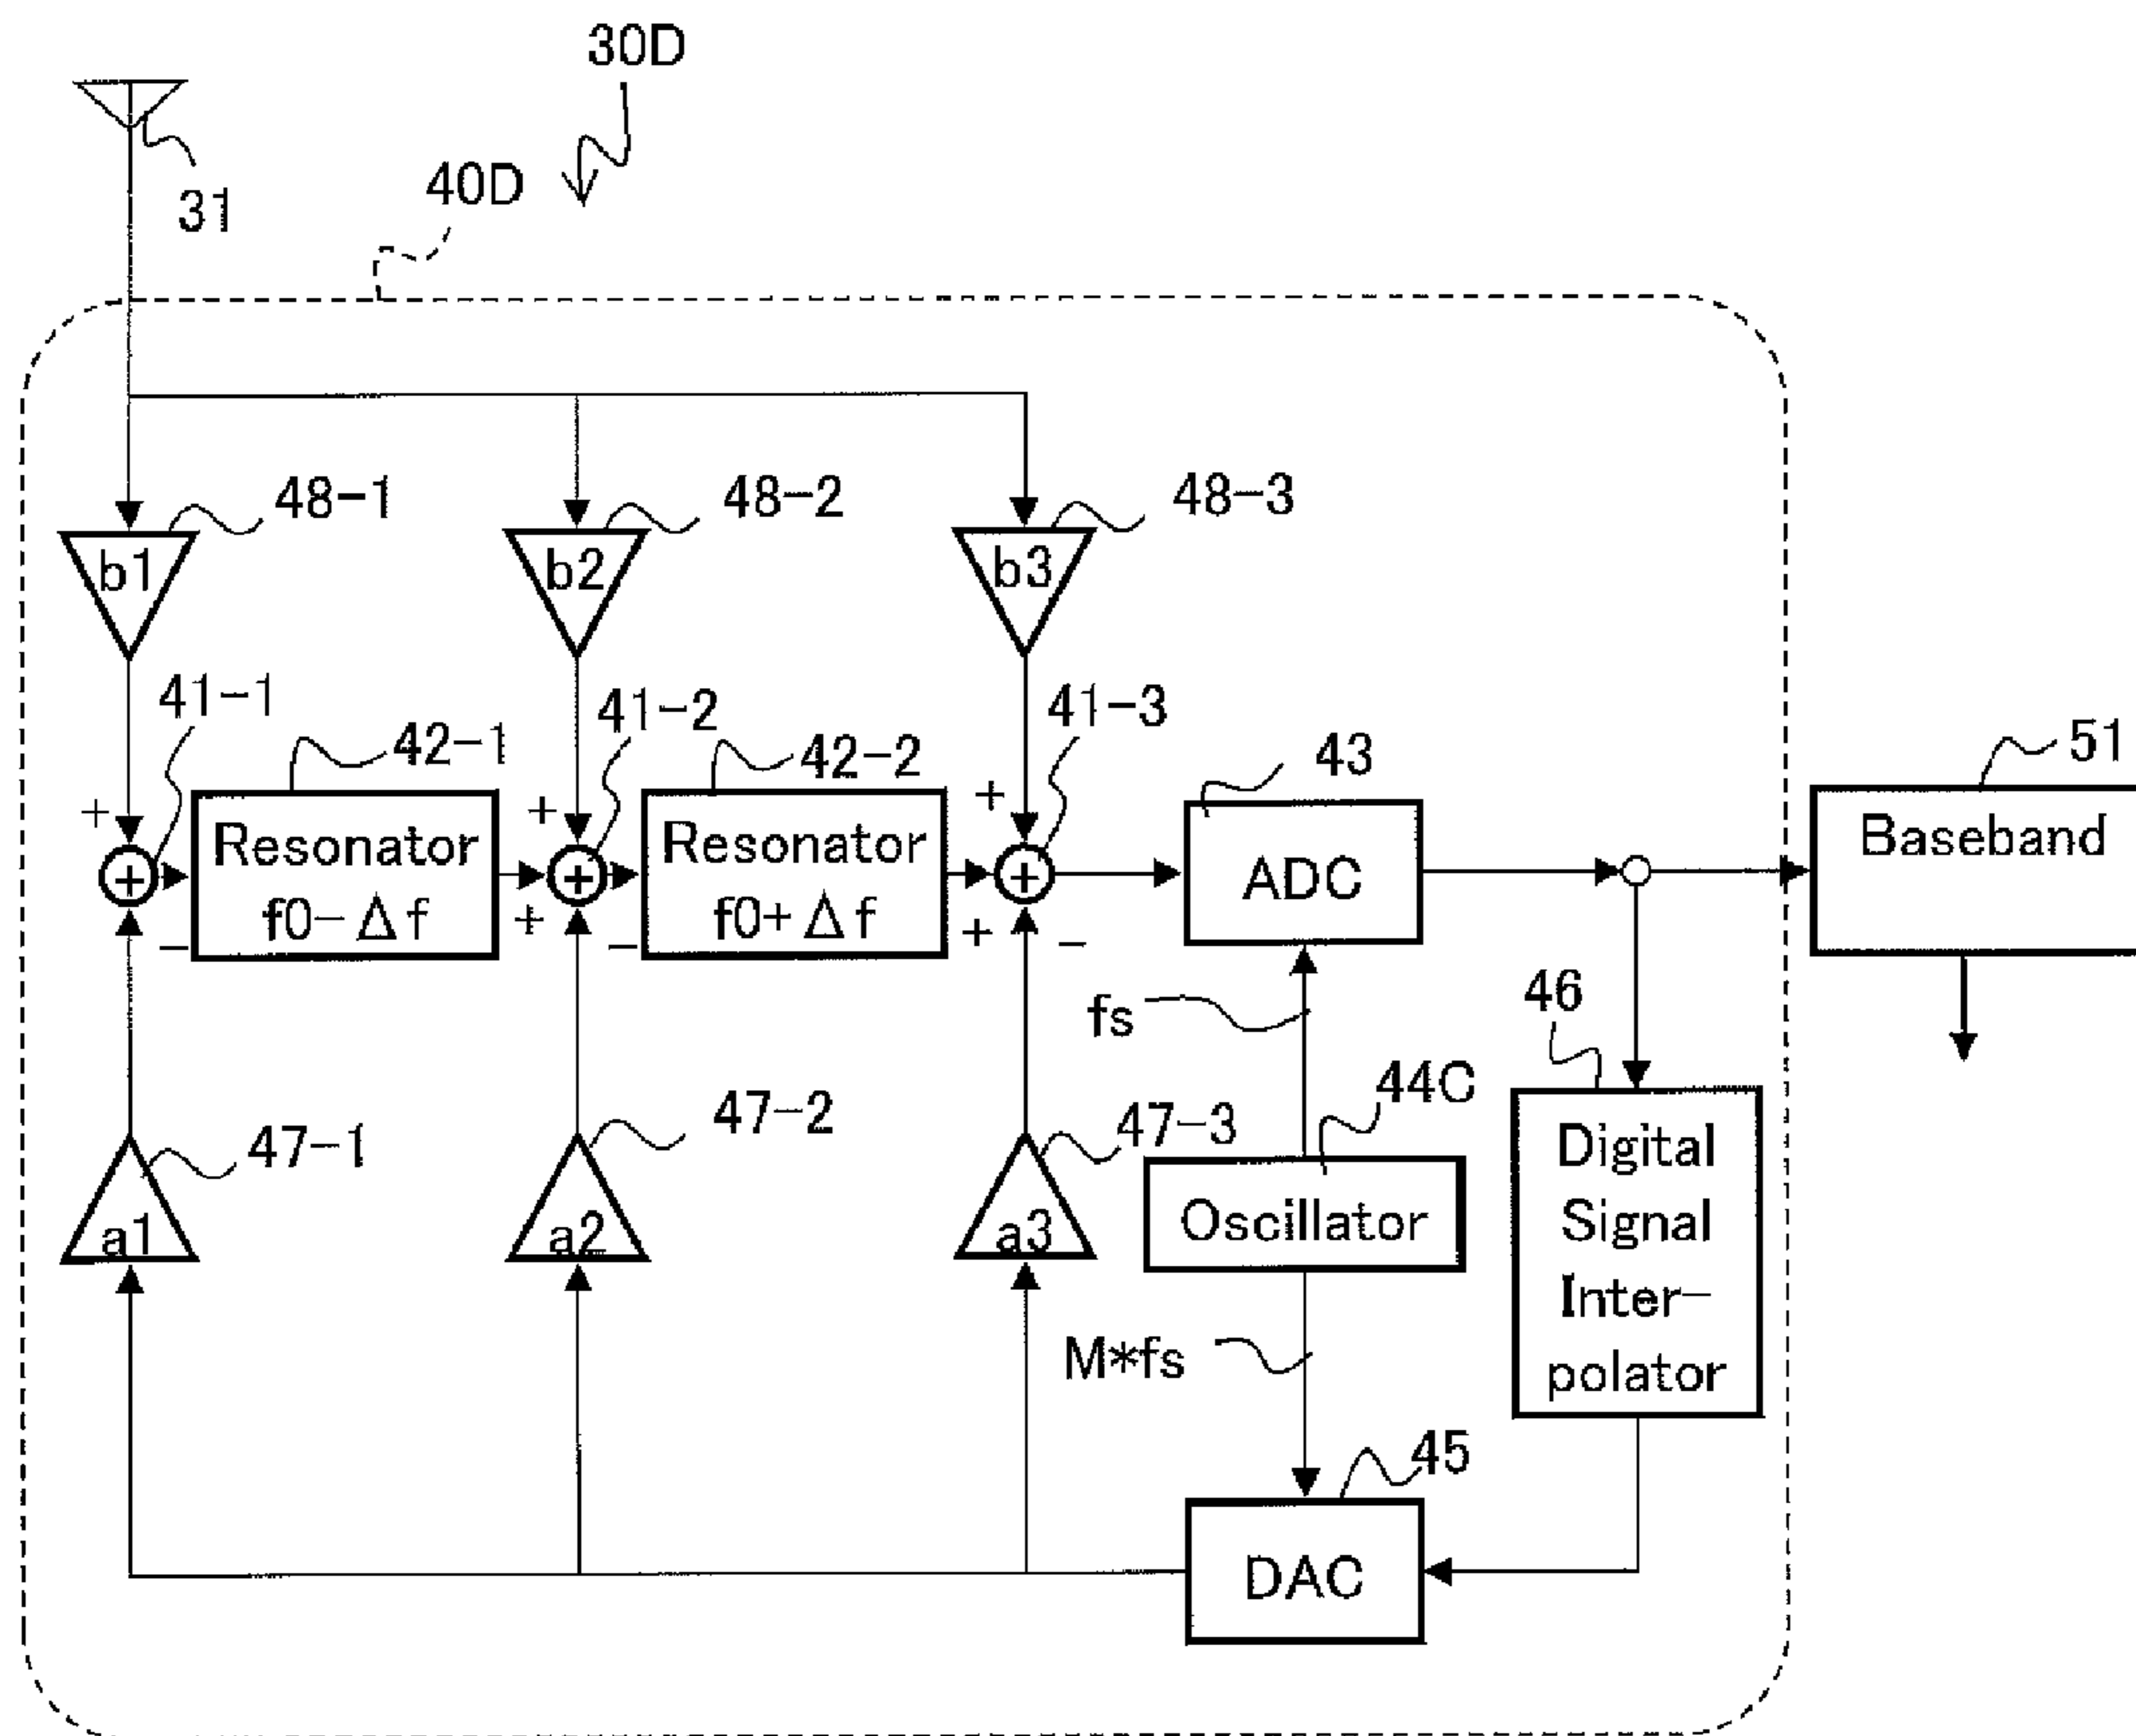 30D
40D
31
48-1
48-2
48-3
b1
b2
b3
41-1
41-2
41-3
42-1
42-2
43
51
+
+
+
Resonator
f0-Δf
Resonator
f0+Δf
ADC
Baseband
+
+
+
-
+
-
+
-
fs
46
44C
47-1
47-2
47-3
a1
a2
a3
Oscillator
Digital
Signal
Inter-
polator
M*fs
45
DAC